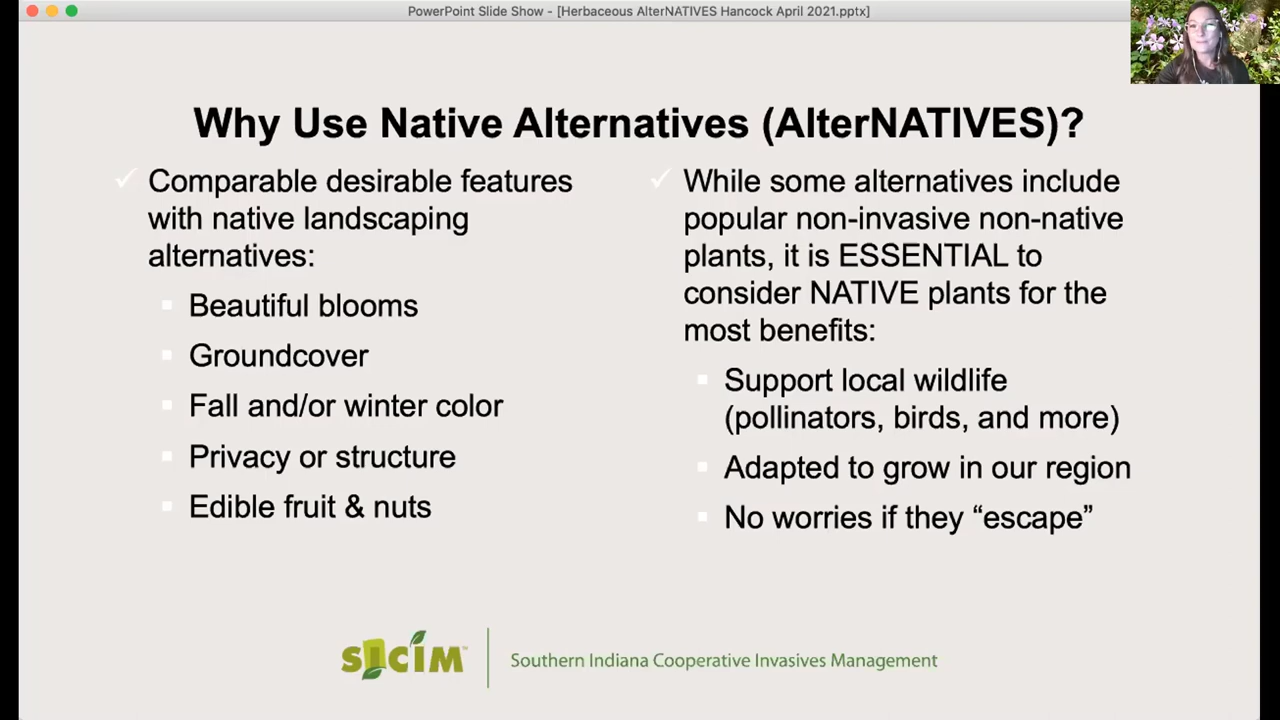 PowerPoint Slide Show - [Herbaceous AlterNATIVES Hancock April 2021.pptx]
Why Use Native Alternatives (AlterNATIVES)?
Comparable desirable features
with native landscaping
alternatives:
Beautiful blooms
Groundcover
Fall and/or winter color
Privacy or structure
Edible fruit & nuts
While some alternatives include
popular non-invasive non-native
plants, it is ESSENTIAL to
consider NATIVE plants for the
most benefits:
Support local wildlife
(pollinators, birds, and more)
Adapted to grow in our region
No worries if they “escape”
SICIM™
Southern Indiana Cooperative Invasives Management